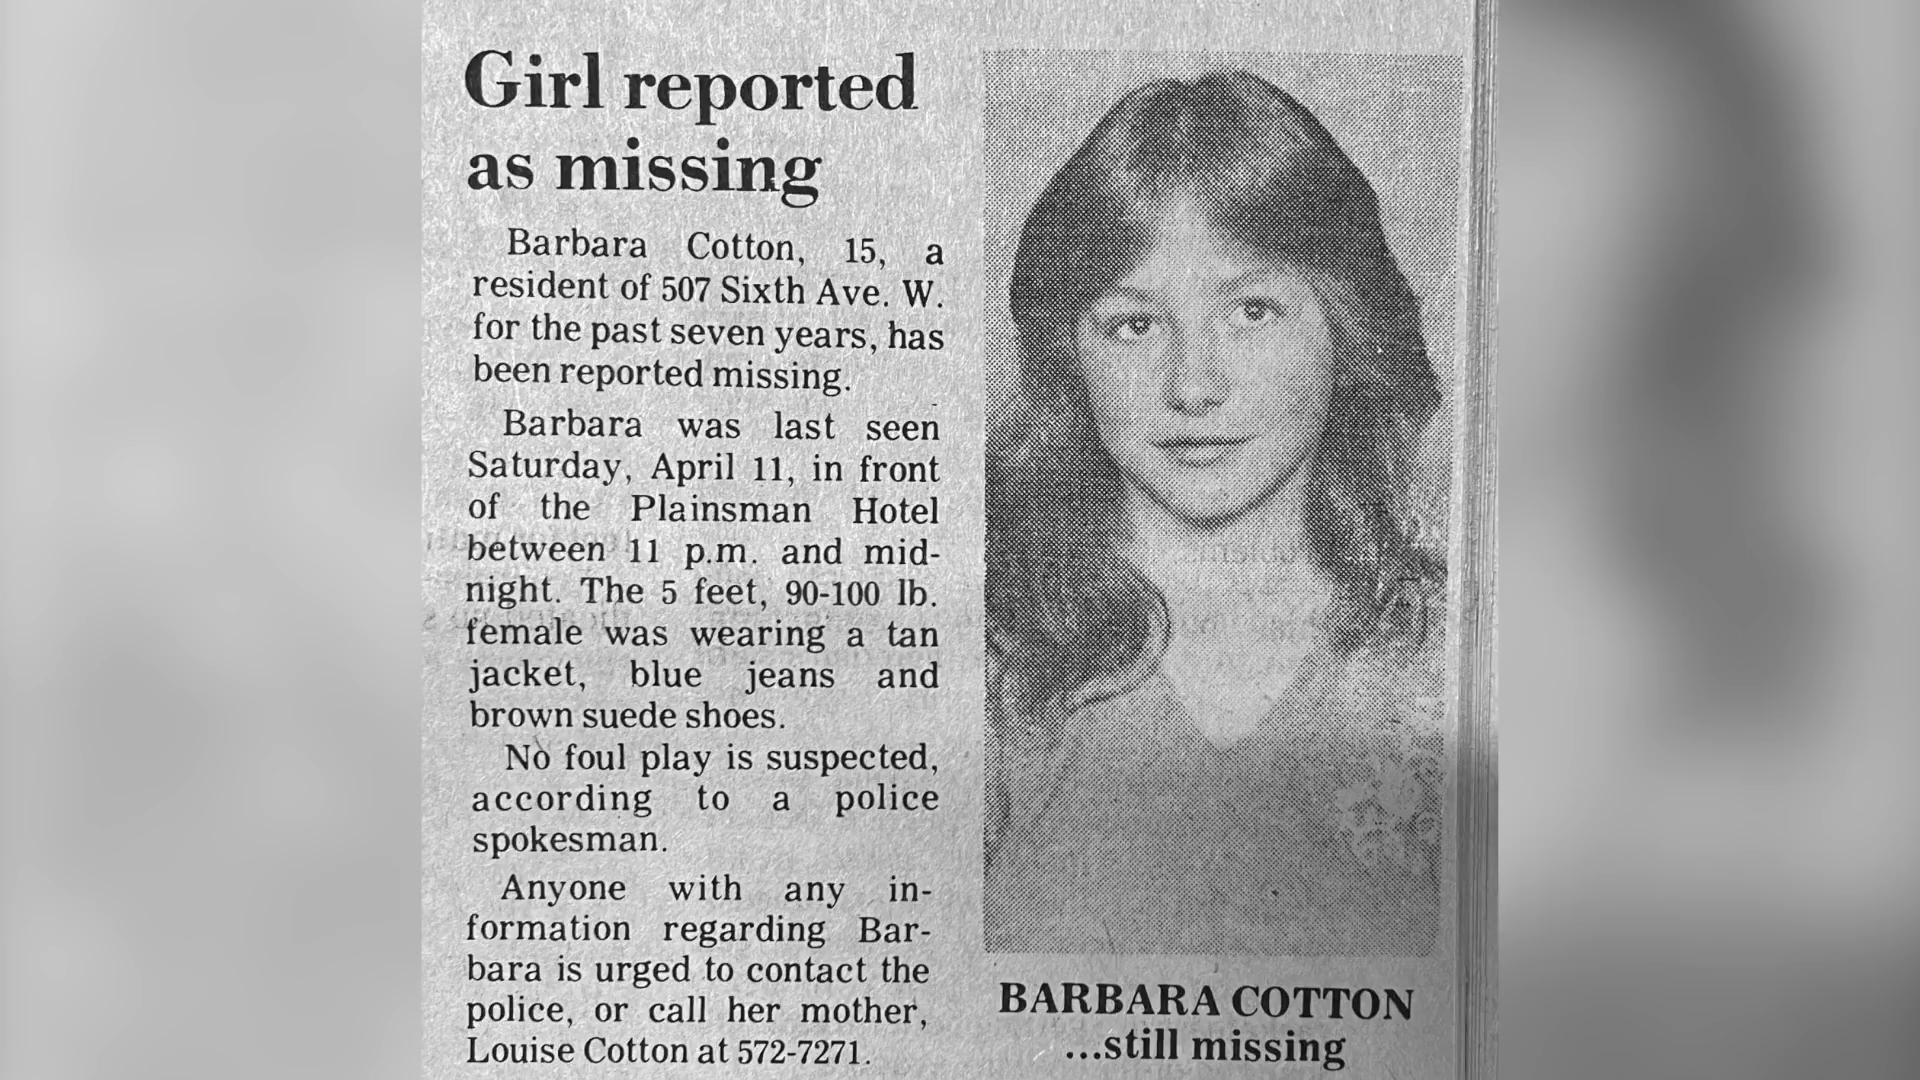 Girl reported
as missing
Barbara Cotton, 15, a
resident of 507 Sixth Ave. W.
for the past seven years, has
been reported missing.
Barbara was last seen
Saturday, April 11, in front
of the Plainsman Hotel
between 11 p.m. and mid-
night. The 5 feet, 90-100 lb.
female was wearing a tan
jacket, blue jeans and
brown suede shoes.
No foul play is suspected,
according to a police
spokesman.
Anyone with any in-
formation regarding Bar-
bara is urged to contact the
police, or call her mother,
Louise Cotton at 572-7271.
BARBARA COTTON
...still missing